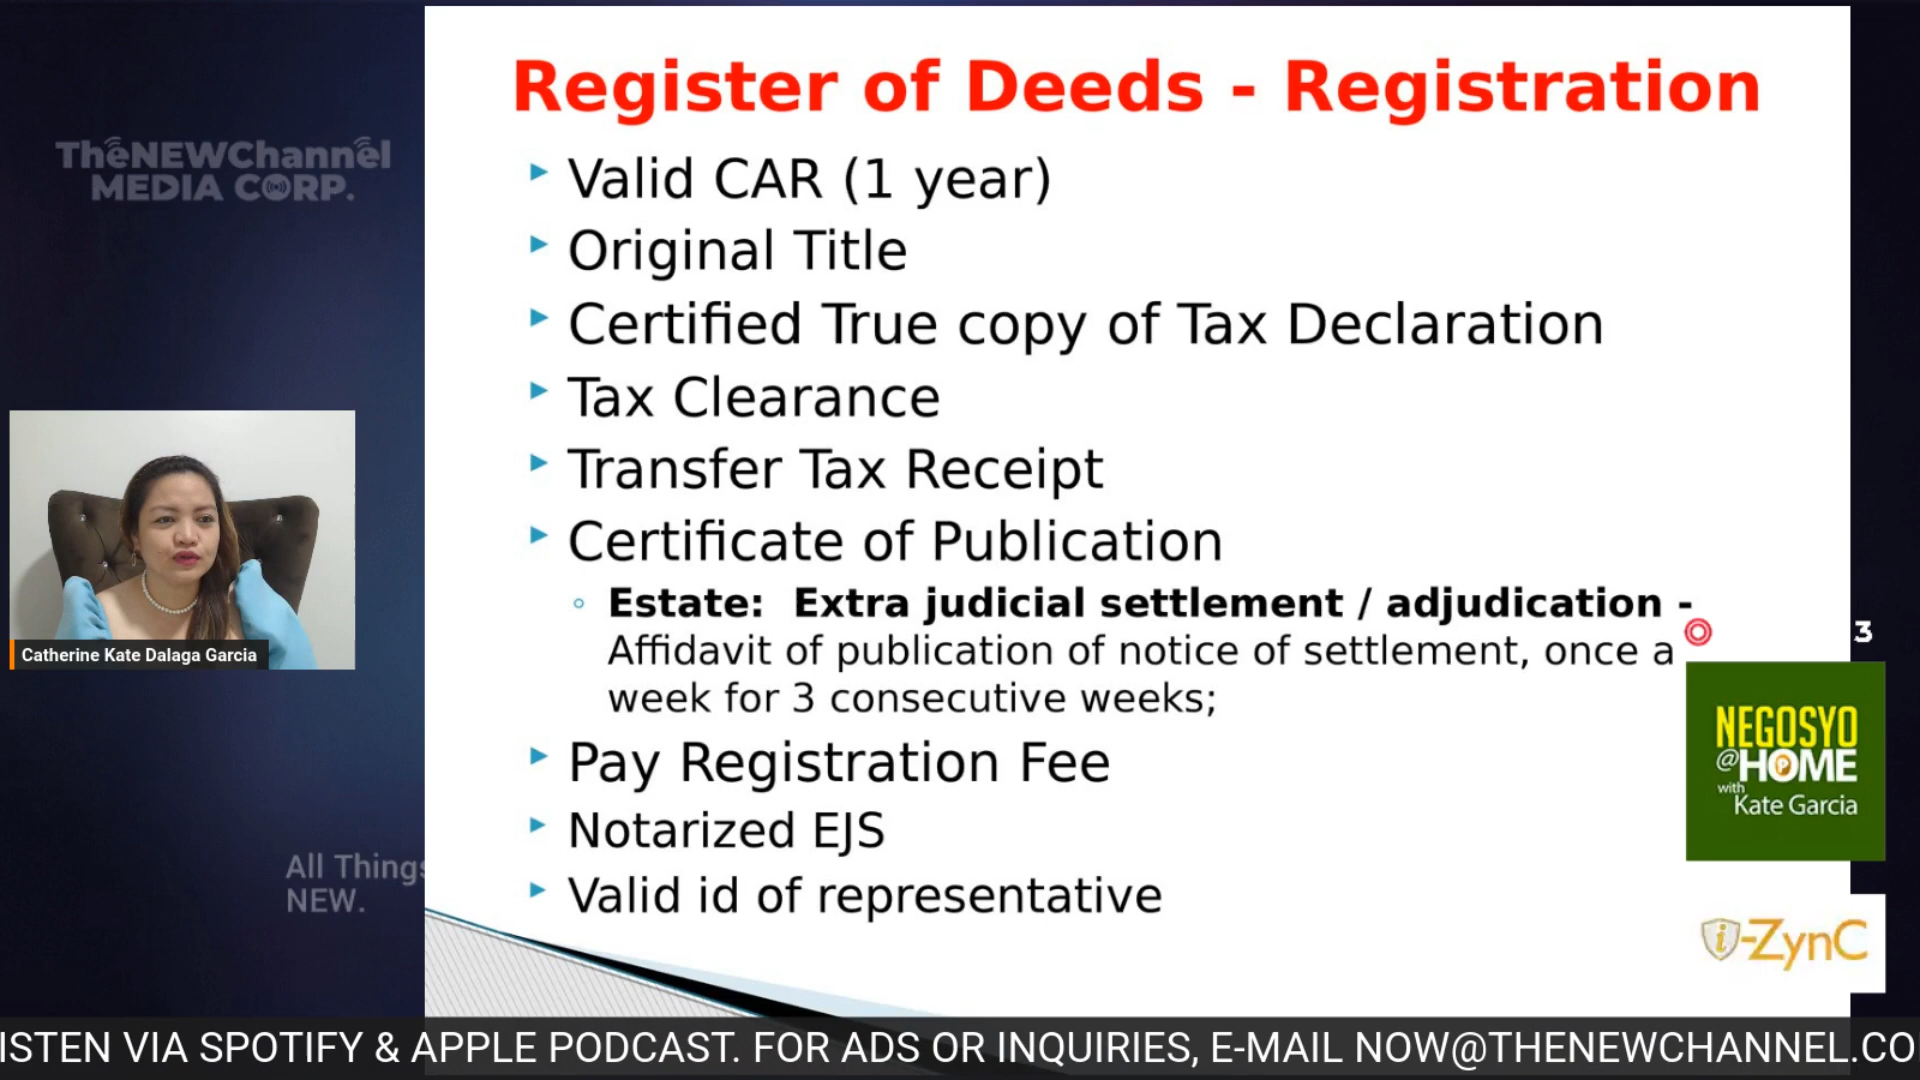 Register of Deeds - Registration
TheNEWChannel
MEDIA CORP.
Valid CAR (1 year)
Original Title
Certified True copy of Tax Declaration
Tax Clearance
Transfer Tax Receipt
Certificate of Publication
Estate: Extra judicial settlement / adjudication -
Affidavit of publication of notice of settlement, once a
week for 3 consecutive weeks;
Pay Registration Fee
Notarized EJS
Valid id of representative
Catherine Kate Dalaga Garcia
3
NEGOSYO
@HOME
with
Kate Garcia
All Things
NEW.
i-ZynC
ISTEN VIA SPOTIFY & APPLE PODCAST. FOR ADS OR INQUIRIES, E-MAIL NOW@THENEWCHANNEL.CO